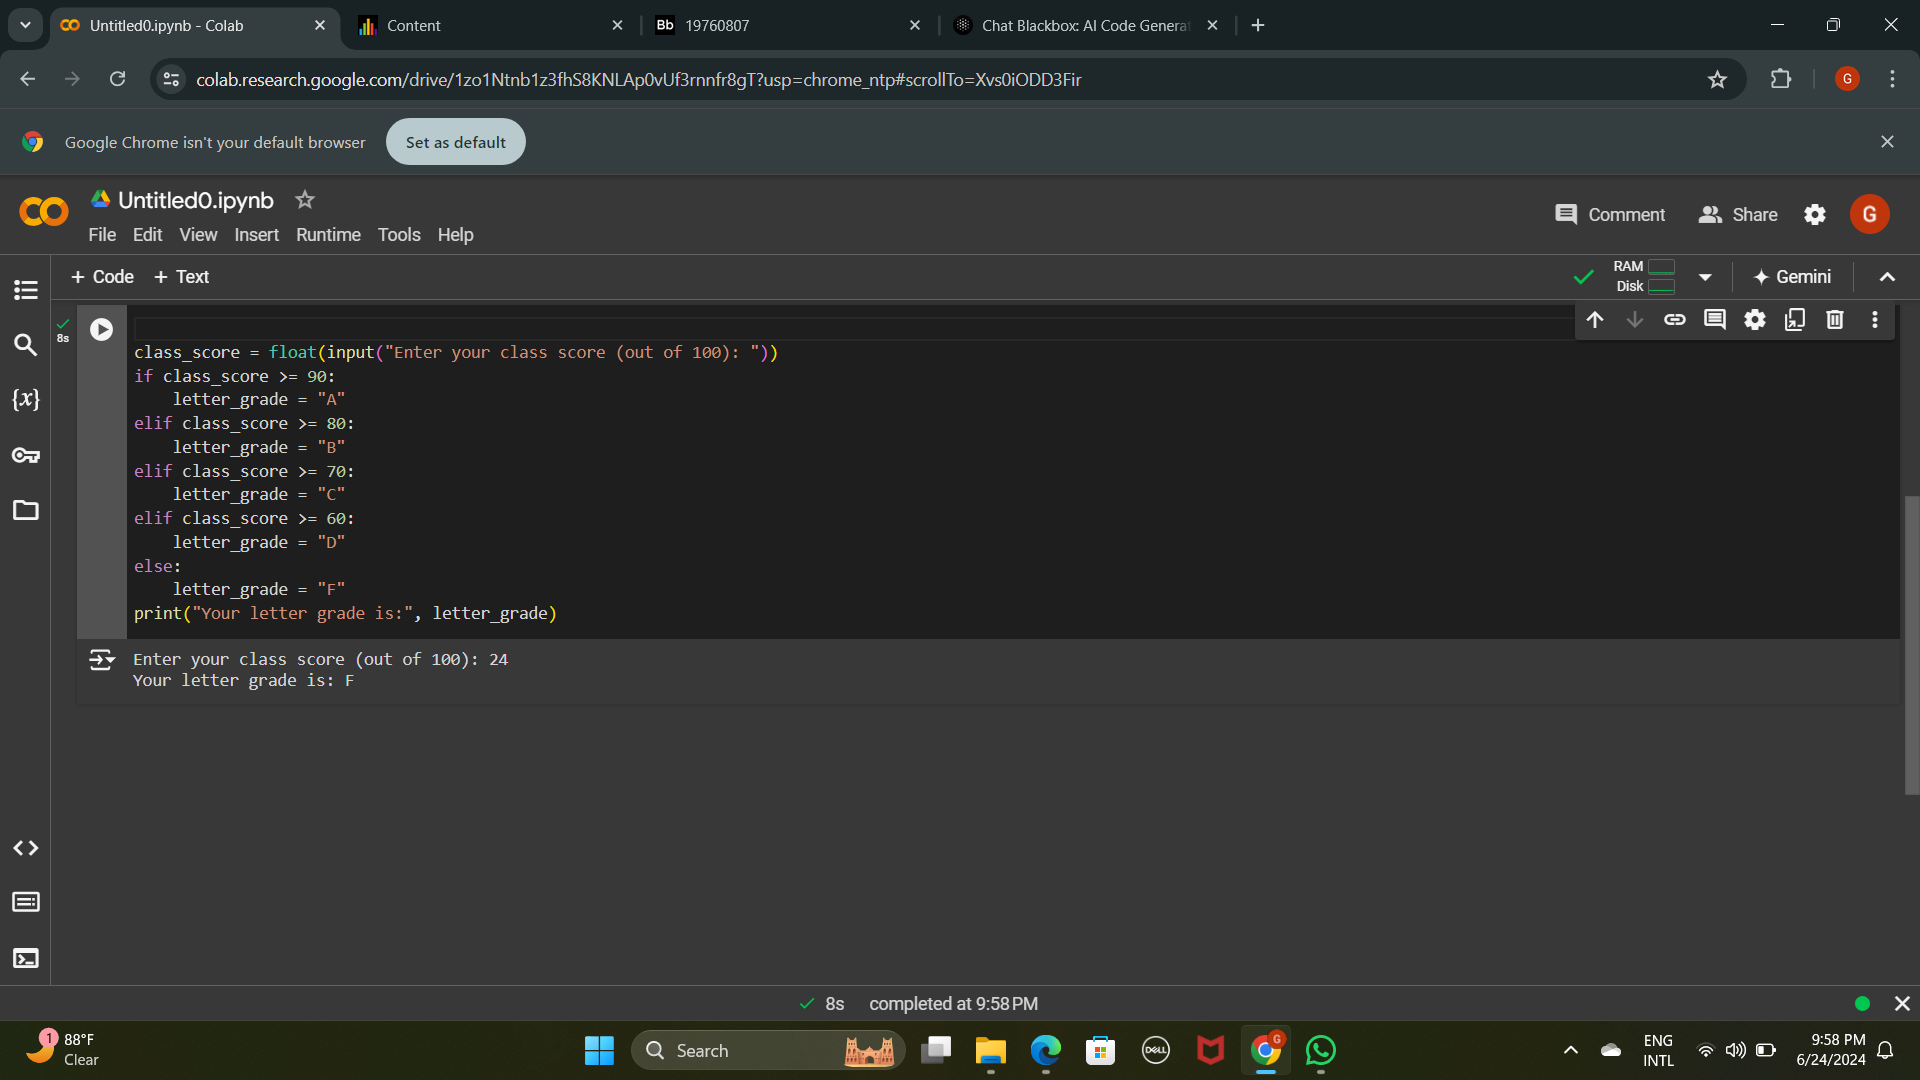 Untitled0.ipynb - Colab
Content
Bb 19760807
Chat Blackbox: AI Code Genera
colab.research.google.com/drive/1zo1Ntnb1z3fhS8KNLAp0vUf3rnnfr8gT?usp=chrome_ntp#scrollTo=Xvs0iODD3Fir
G
Google Chrome isn't your default browser
Set as default
Untitled0.ipynb
File Edit View Insert Runtime Tools Help
Comment
Share
G
+ Code + Text
RAM
Disk
Gemini
8s
class_score = float(input("Enter your class score (out of 100): "))
if class_score >= 90:
    letter_grade = "A"
elif class_score >= 80:
    letter_grade = "B"
elif class_score >= 70:
    letter_grade = "C"
elif class_score >= 60:
    letter_grade = "D"
else:
    letter_grade = "F"
print("Your letter grade is:", letter_grade)
Enter your class score (out of 100): 24
Your letter grade is: F
{x}
8s completed at 9:58 PM
1
88°F
Clear
Search
DELL
G
ENG
INTL
9:58 PM
6/24/2024